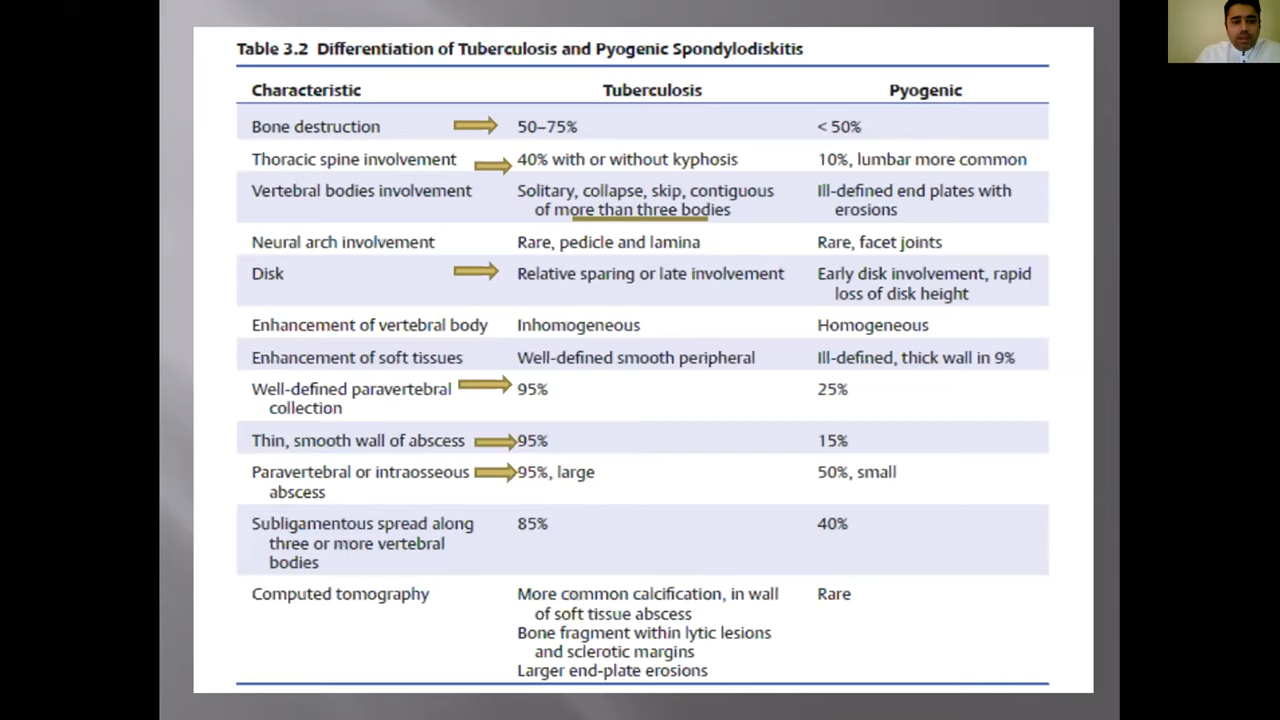 Table 3.2 Differentiation of Tuberculosis and Pyogenic Spondylodiskitis
Characteristic Tuberculosis Pyogenic
Bone destruction 50–75% < 50%
Thoracic spine involvement 40% with or without kyphosis 10%, lumbar more common
Vertebral bodies involvement Solitary, collapse, skip, contiguous Ill-defined end plates with
of more than three bodies erosions
Neural arch involvement Rare, pedicle and lamina Rare, facet joints
Disk Relative sparing or late involvement Early disk involvement, rapid
loss of disk height
Enhancement of vertebral body Inhomogeneous Homogeneous
Enhancement of soft tissues Well-defined smooth peripheral Ill-defined, thick wall in 9%
Well-defined paravertebral 95% 25%
collection
Thin, smooth wall of abscess 95% 15%
Paravertebral or intraosseous 95%, large 50%, small
abscess
Subligamentous spread along 85% 40%
three or more vertebral
bodies
Computed tomography More common calcification, in wall Rare
of soft tissue abscess
Bone fragment within lytic lesions
and sclerotic margins
Larger end-plate erosions